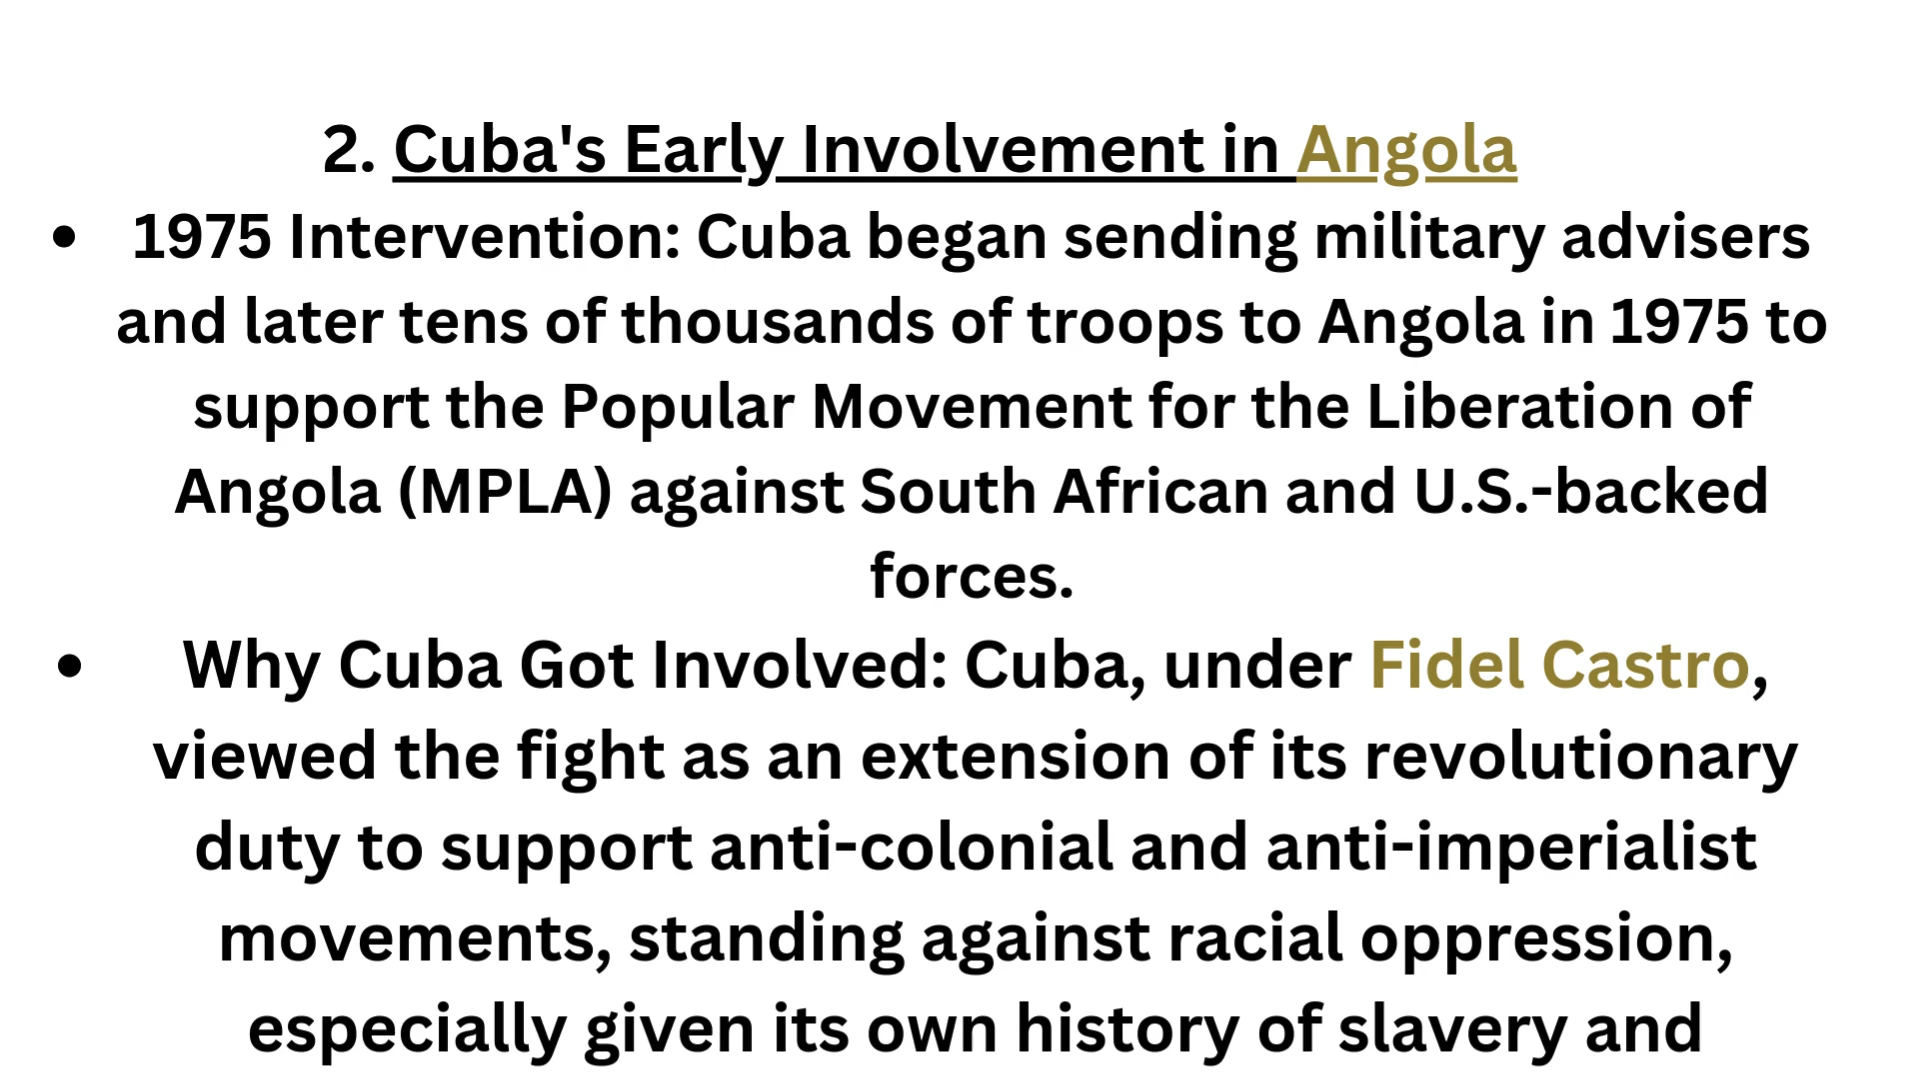 2. Cuba's Early Involvement in Angola
• 1975 Intervention: Cuba began sending military advisers
and later tens of thousands of troops to Angola in 1975 to
support the Popular Movement for the Liberation of
Angola (MPLA) against South African and U.S.-backed
forces.
• Why Cuba Got Involved: Cuba, under Fidel Castro,
viewed the fight as an extension of its revolutionary
duty to support anti-colonial and anti-imperialist
movements, standing against racial oppression,
especially given its own history of slavery and